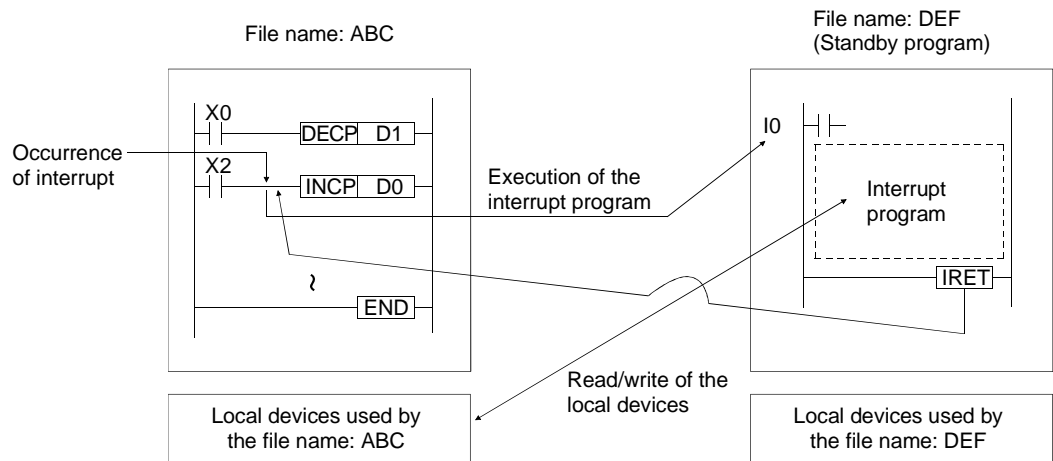 File name: ABC
File name: DEF
(Standby program)
X0
DECP D1
X2
INCP D0
END
Occurrence
of interrupt
Execution of the
interrupt program
I0
Interrupt
program
IRET
Read/write of the
local devices
Local devices used by
the file name: ABC
Local devices used by
the file name: DEF